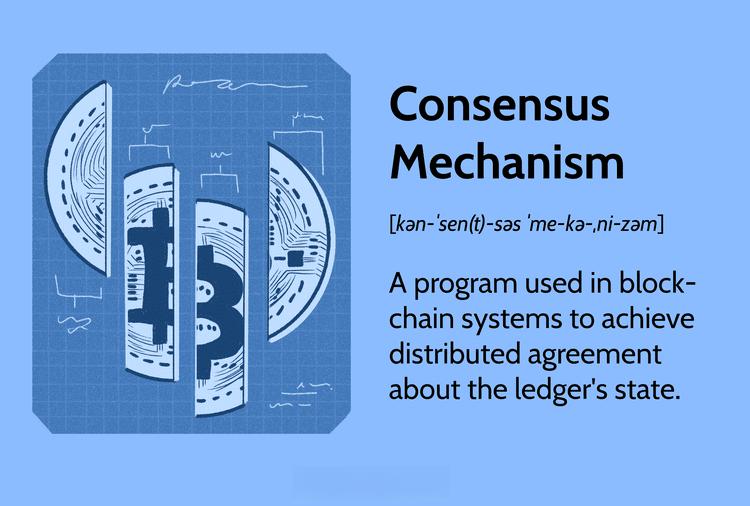 Consensus
Mechanism
[kən-ˈsen(t)-səs ˈme-kə-ˌni-zəm]
A program used in block-
chain systems to achieve
distributed agreement
about the ledger's state.